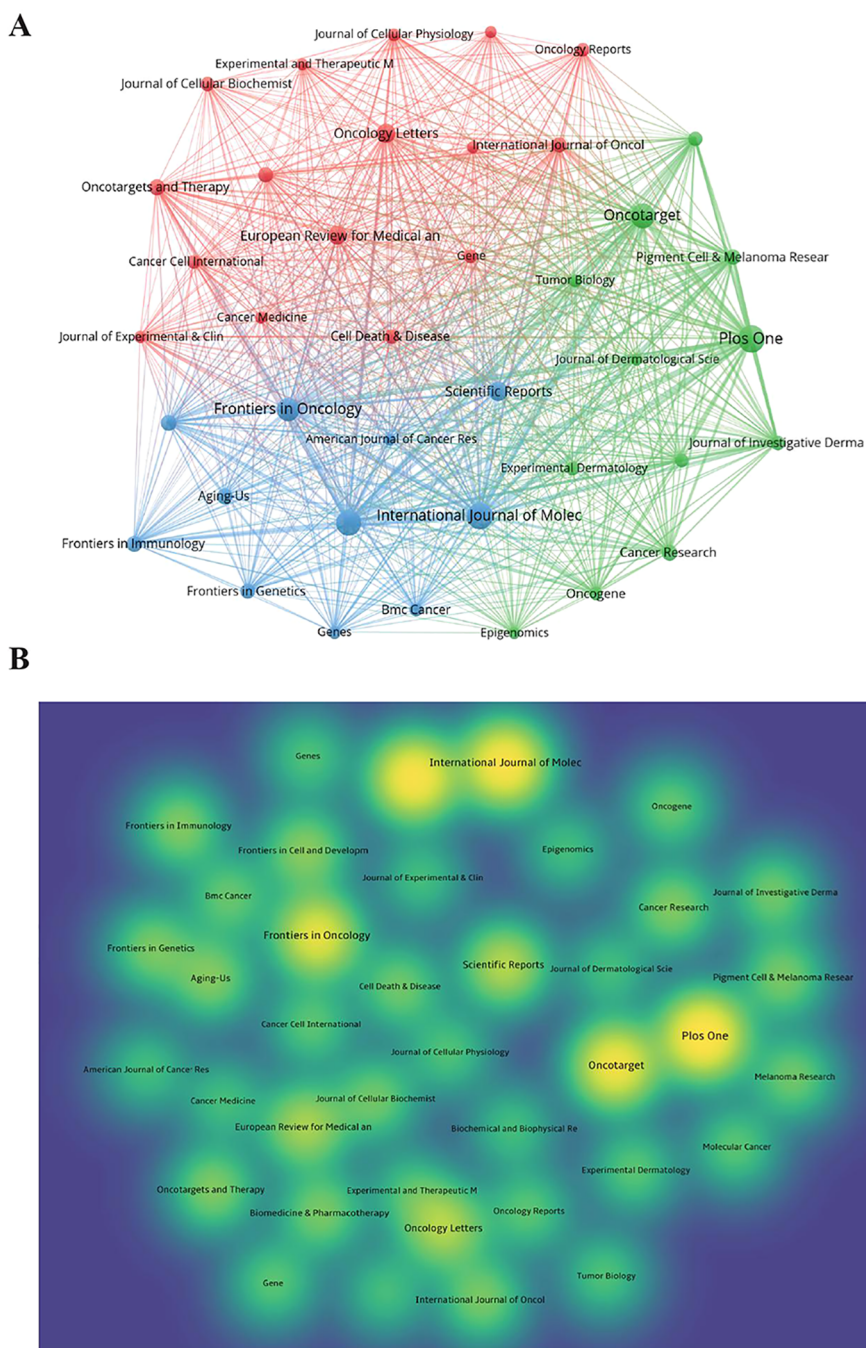 A
Journal of Cellular Physiology
Oncology Reports
Experimental and Therapeutic M
Journal of Cellular Biochemist
Oncology Letters
International Journal of Oncol
Oncotargets and Therapy
Oncotarget
European Review for Medical an
Gene
Pigment Cell & Melanoma Resear
Cancer Cell International
Tumor Biology
Cancer Medicine
Journal of Experimental & Clin
Cell Death & Disease
Plos One
Journal of Dermatological Scie
Scientific Reports
Frontiers in Oncology
American Journal of Cancer Res
Journal of Investigative Derma
Experimental Dermatology
Aging-Us
International Journal of Molec
Frontiers in Immunology
Cancer Research
Frontiers in Genetics
Oncogene
Bmc Cancer
Genes
Epigenomics
B
Genes
International Journal of Molec
Oncogene
Frontiers in Immunology
Frontiers in Cell and Developm
Epigenomics
Journal of Experimental & Clin
Journal of Investigative Derma
Bmc Cancer
Cancer Research
Frontiers in Oncology
Frontiers in Genetics
Scientific Reports
Journal of Dermatological Scie
Aging-Us
Pigment Cell & Melanoma Resear
Cell Death & Disease
Cancer Cell International
Plos One
Journal of Cellular Physiology
Oncotarget
American Journal of Cancer Res
Melanoma Research
Cancer Medicine
Journal of Cellular Biochemist
European Review for Medical an
Biochemical and Biophysical Re
Molecular Cancer
Experimental Dermatology
Oncotargets and Therapy
Experimental and Therapeutic M
Biomedicine & Pharmacotherapy
Oncology Reports
Oncology Letters
Gene
Tumor Biology
International Journal of Oncol